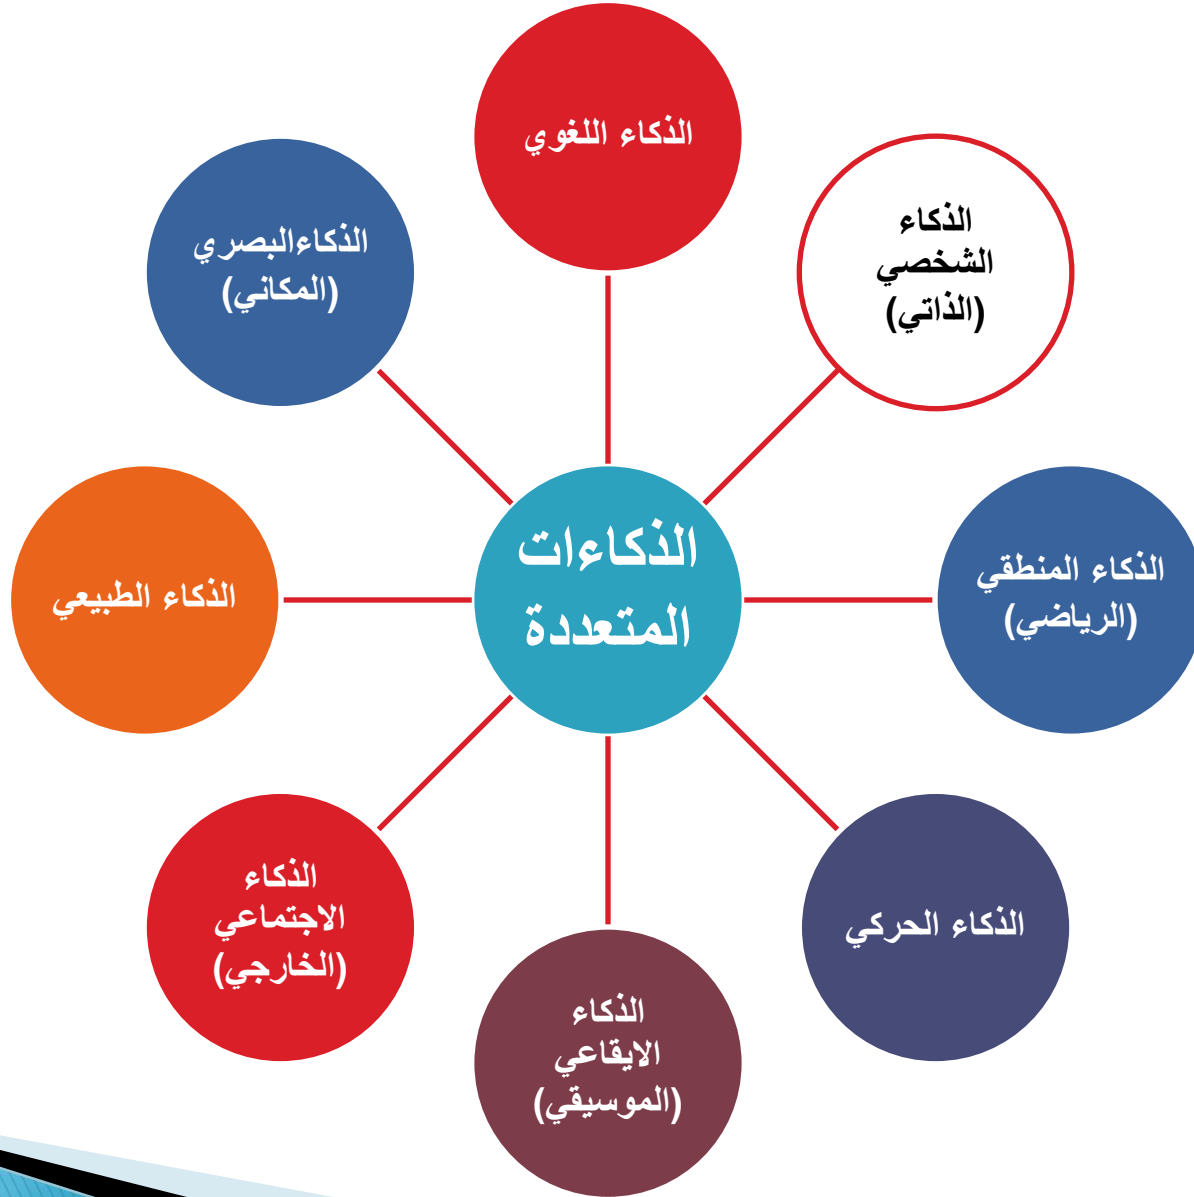 الذكاء اللغوي
الذكاء
الشخصي
(الذاتي)
الذكاءالبصري
(المكاني)
الذكاءات
المتعددة
الذكاء المنطقي
(الرياضي)
الذكاء الطبيعي
الذكاء الحركي
الذكاء
الاجتماعي
(الخارجي)
الذكاء
الايقاعي
(الموسيقي)